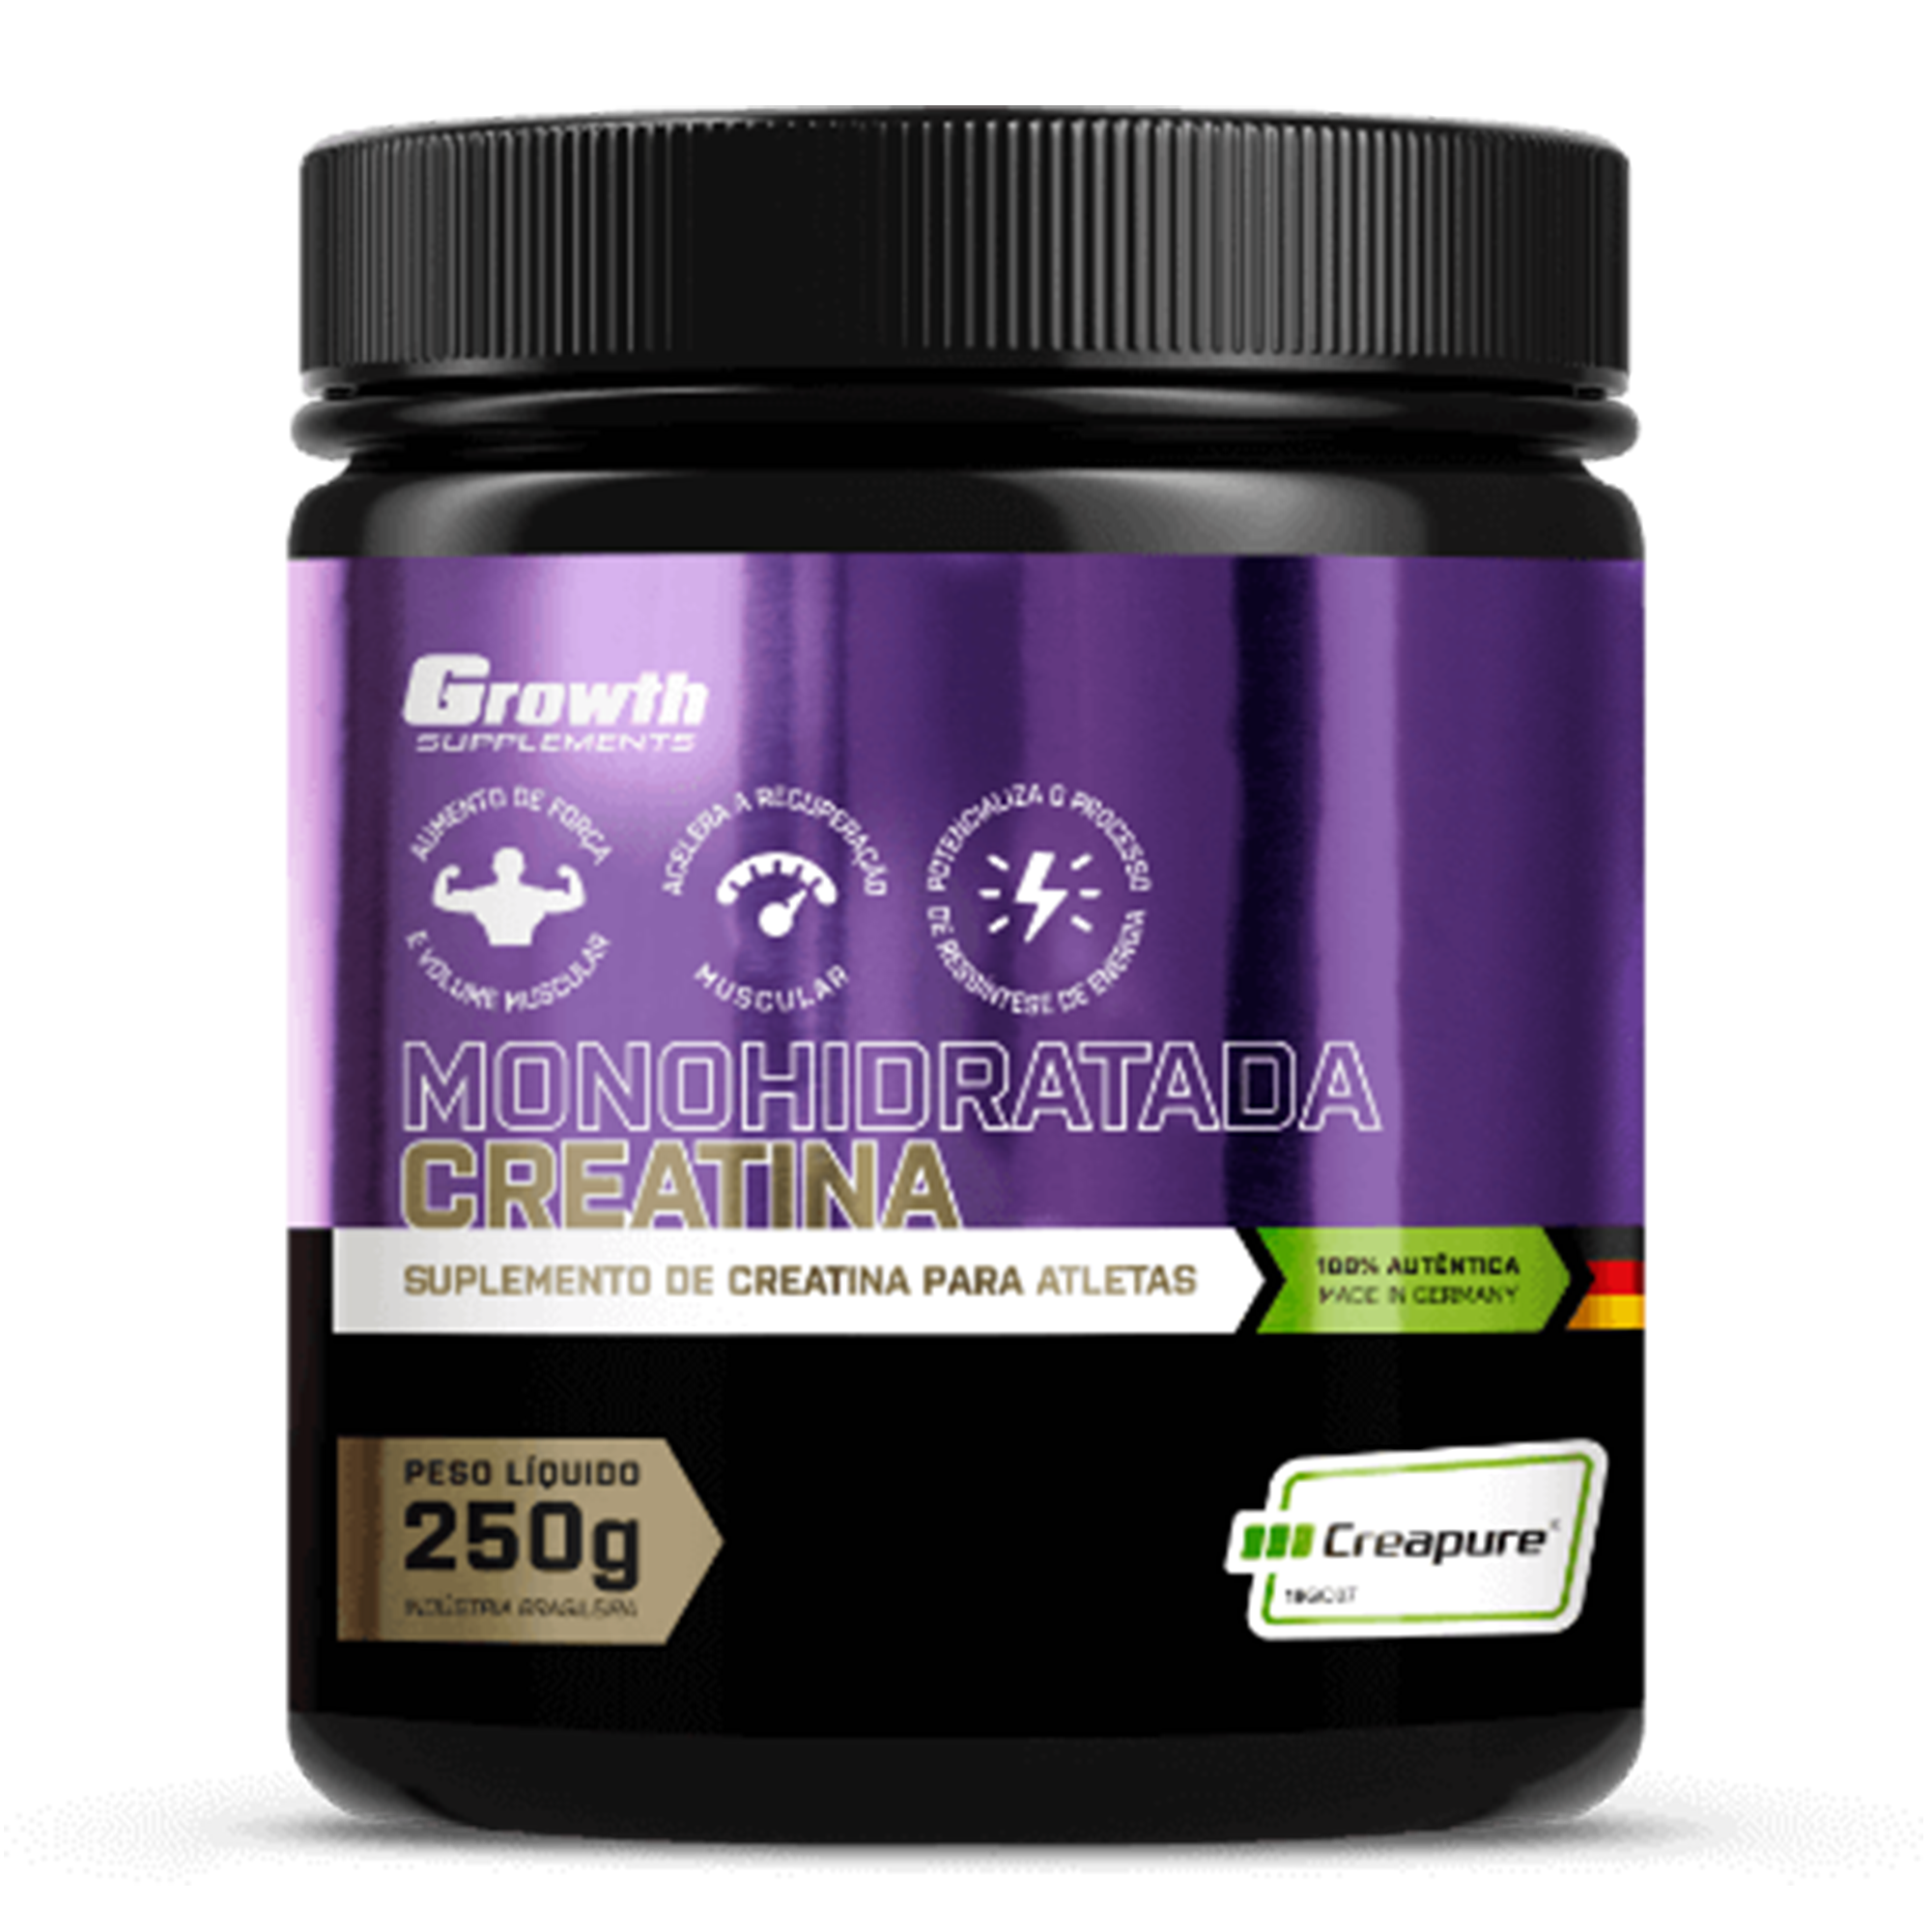 Growth
SUPPLEMENTS
AUMENTO DE FORÇA
E VOLUME MUSCULAR
ACELERA A RECUPERAÇÃO
MUSCULAR
POTENCIALIZA O PROCESSO
DE RESSÍNTESE DE ENERGIA
MONOHIDRATADA
CREATINA
SUPLEMENTO DE CREATINA PARA ATLETAS
100% AUTÊNTICA
MADE IN GERMANY
PESO LÍQUIDO
250g
INDÚSTRIA BRASILEIRA
Creapure®